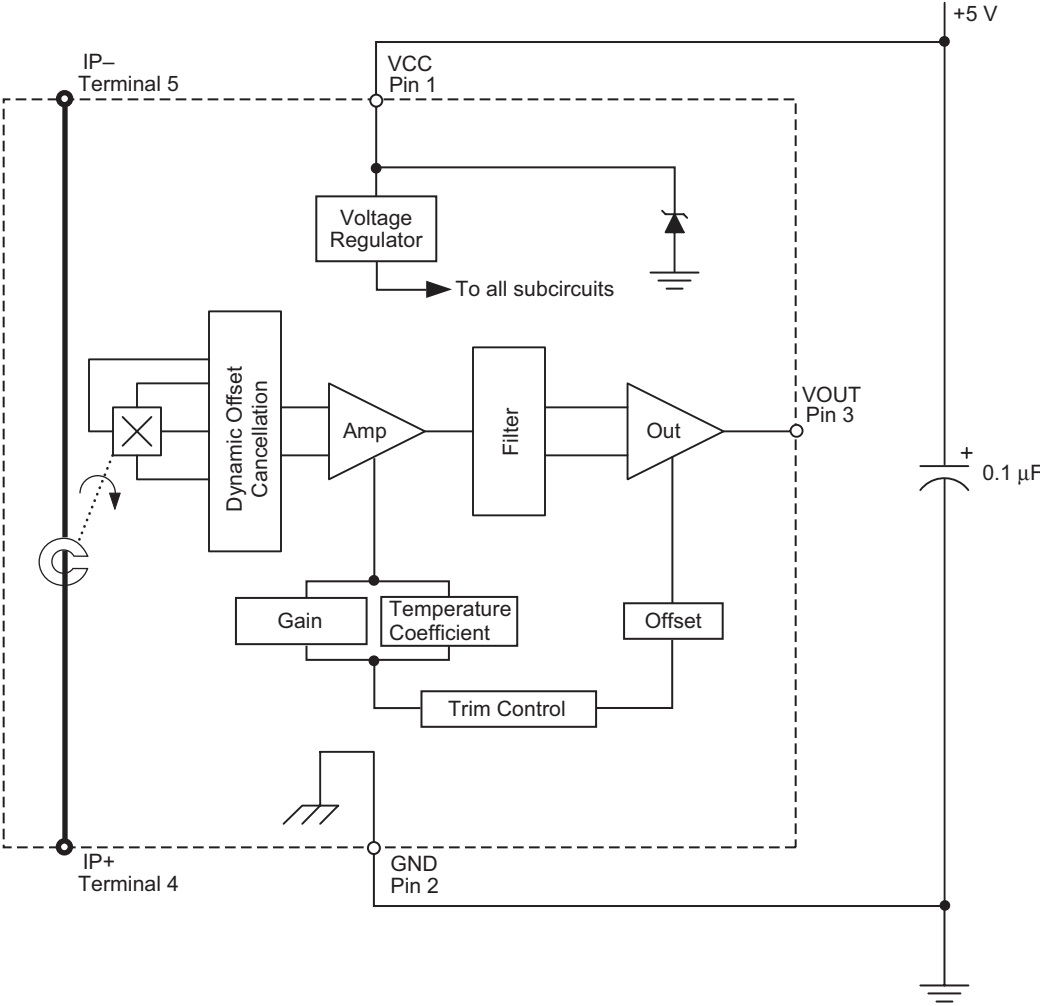 +5 V
IP–
Terminal 5
VCC
Pin 1
Voltage
Regulator
To all subcircuits
Dynamic Offset
Cancellation
Amp
Filter
Out
VOUT
Pin 3
+
0.1 µF
Gain
Temperature
Coefficient
Offset
Trim Control
IP+
Terminal 4
GND
Pin 2